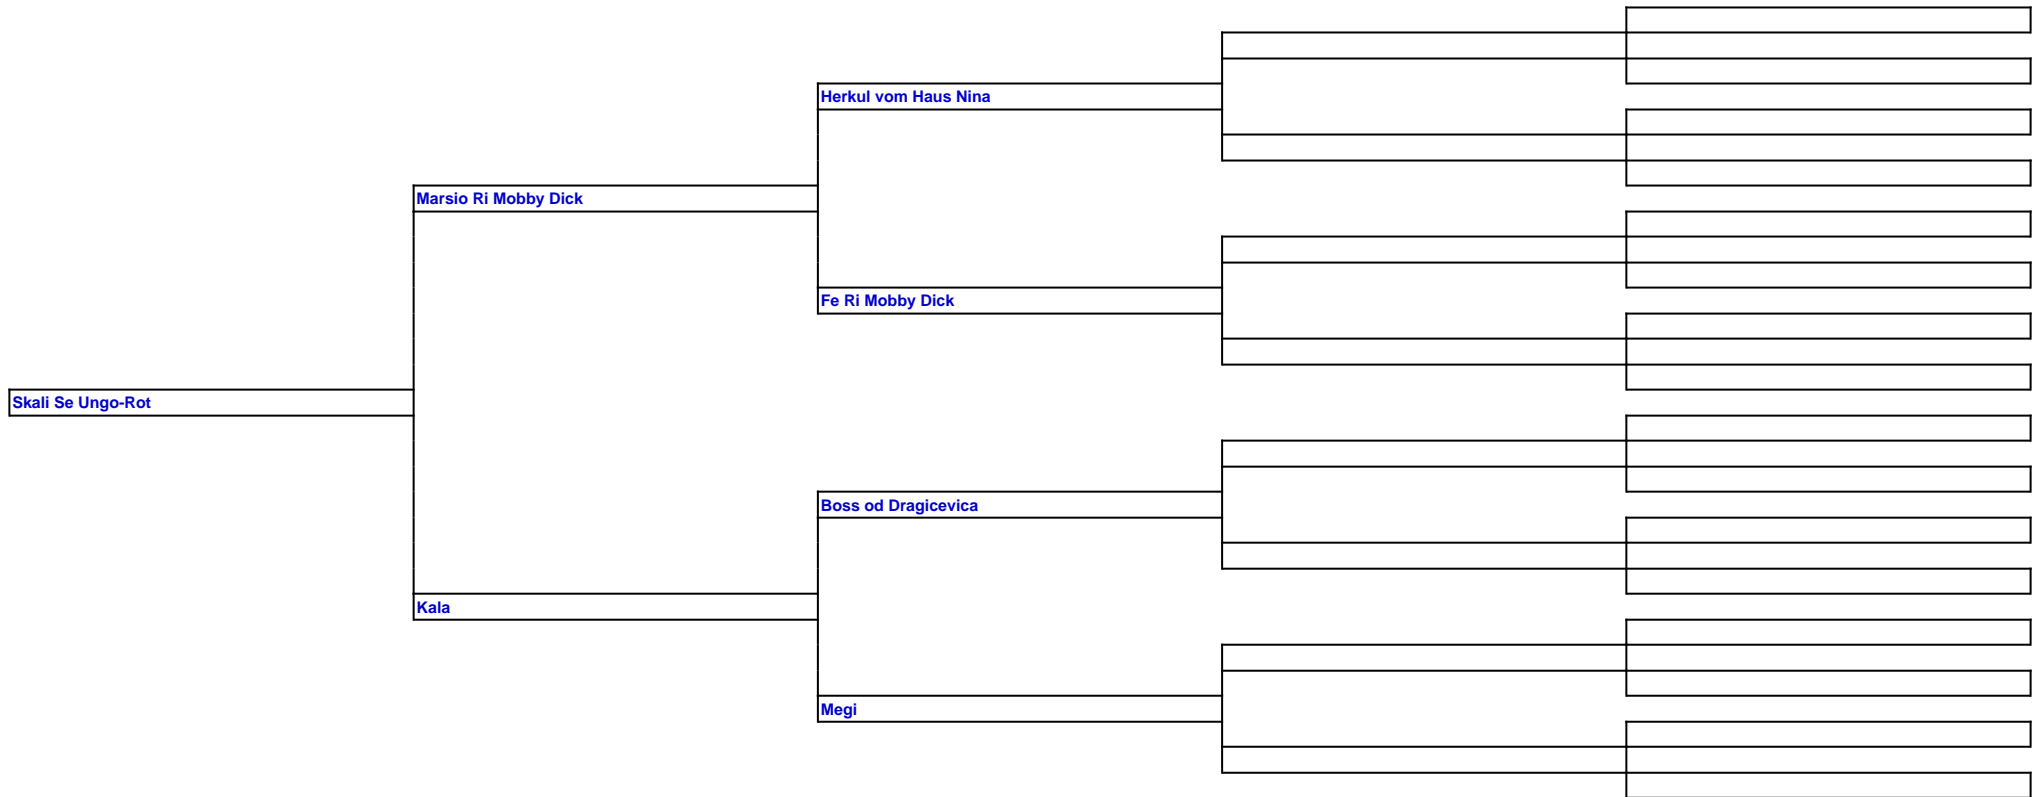 Herkul vom Haus Nina
Marsio Ri Mobby Dick
Fe Ri Mobby Dick
Skali Se Ungo-Rot
Boss od Dragicevica
Kala
Megi